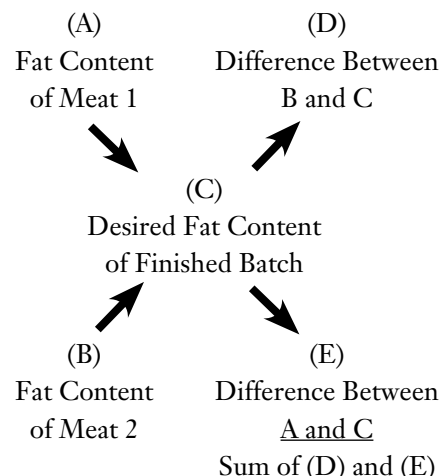 (A)
Fat Content
of Meat 1
(D)
Difference Between
B and C
(C)
Desired Fat Content
of Finished Batch
(B)
Fat Content
of Meat 2
(E)
Difference Between
A and C
Sum of (D) and (E)